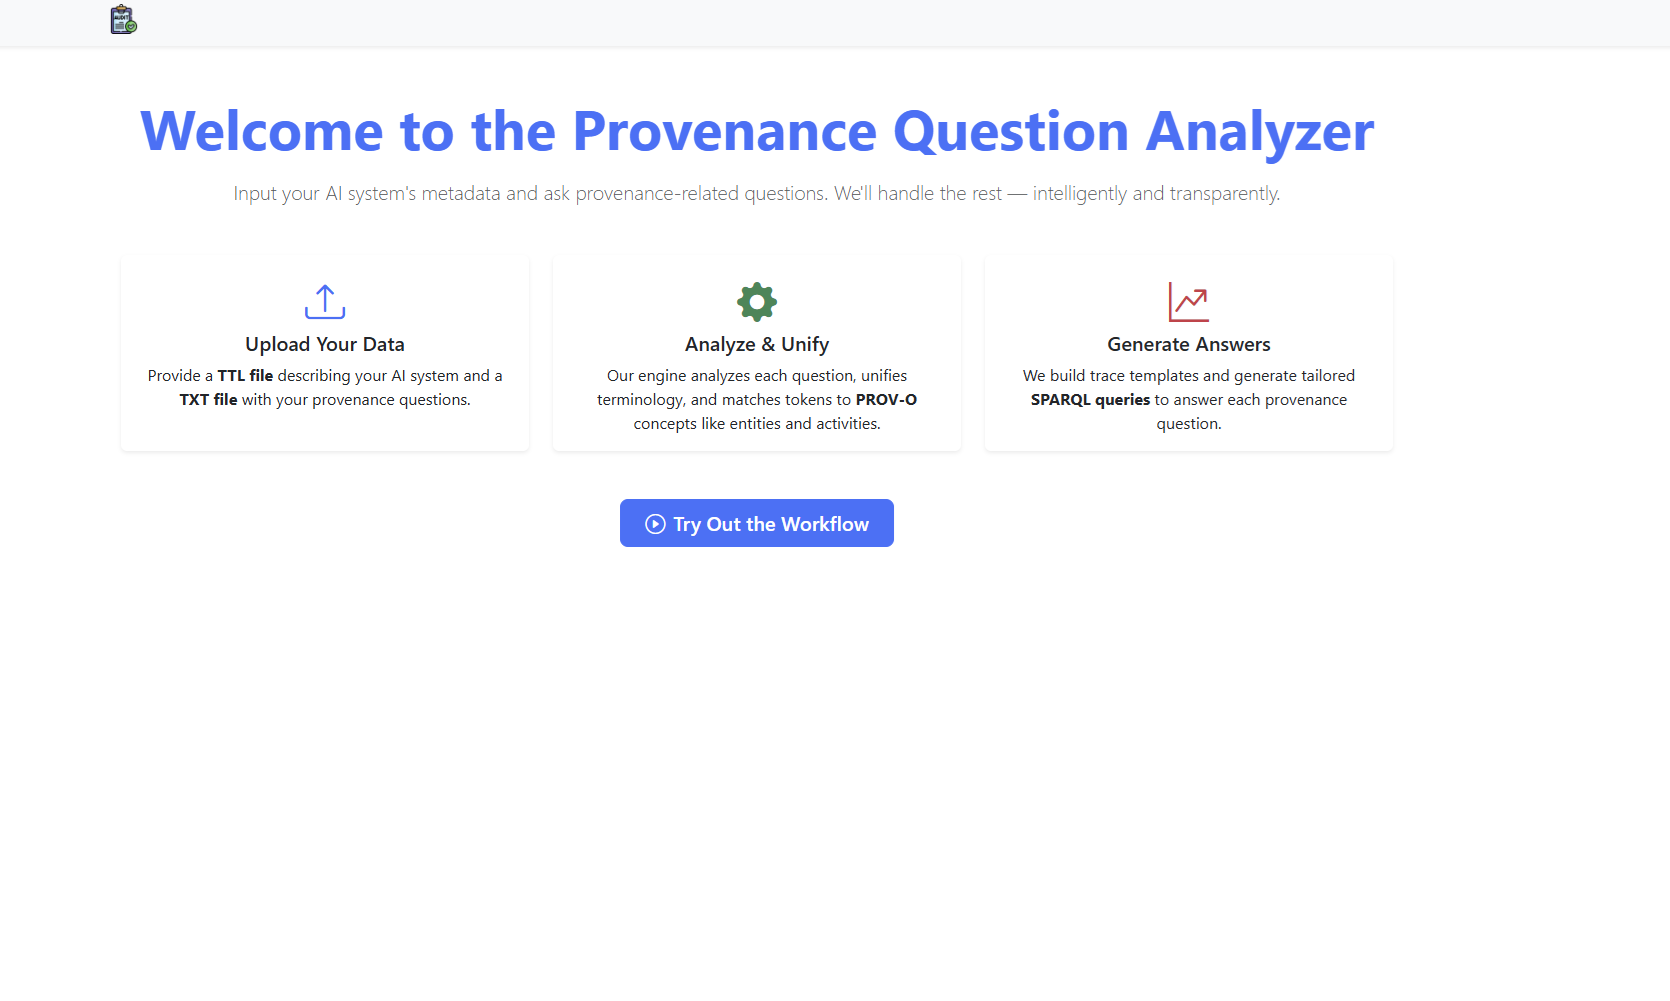 AUDIT
Welcome to the Provenance Question Analyzer
Input your AI system's metadata and ask provenance-related questions. We'll handle the rest — intelligently and transparently.
Upload Your Data
Provide a TTL file describing your AI system and a
TXT file with your provenance questions.
Analyze & Unify
Our engine analyzes each question, unifies
terminology, and matches tokens to PROV-O
concepts like entities and activities.
Generate Answers
We build trace templates and generate tailored
SPARQL queries to answer each provenance
question.
Try Out the Workflow